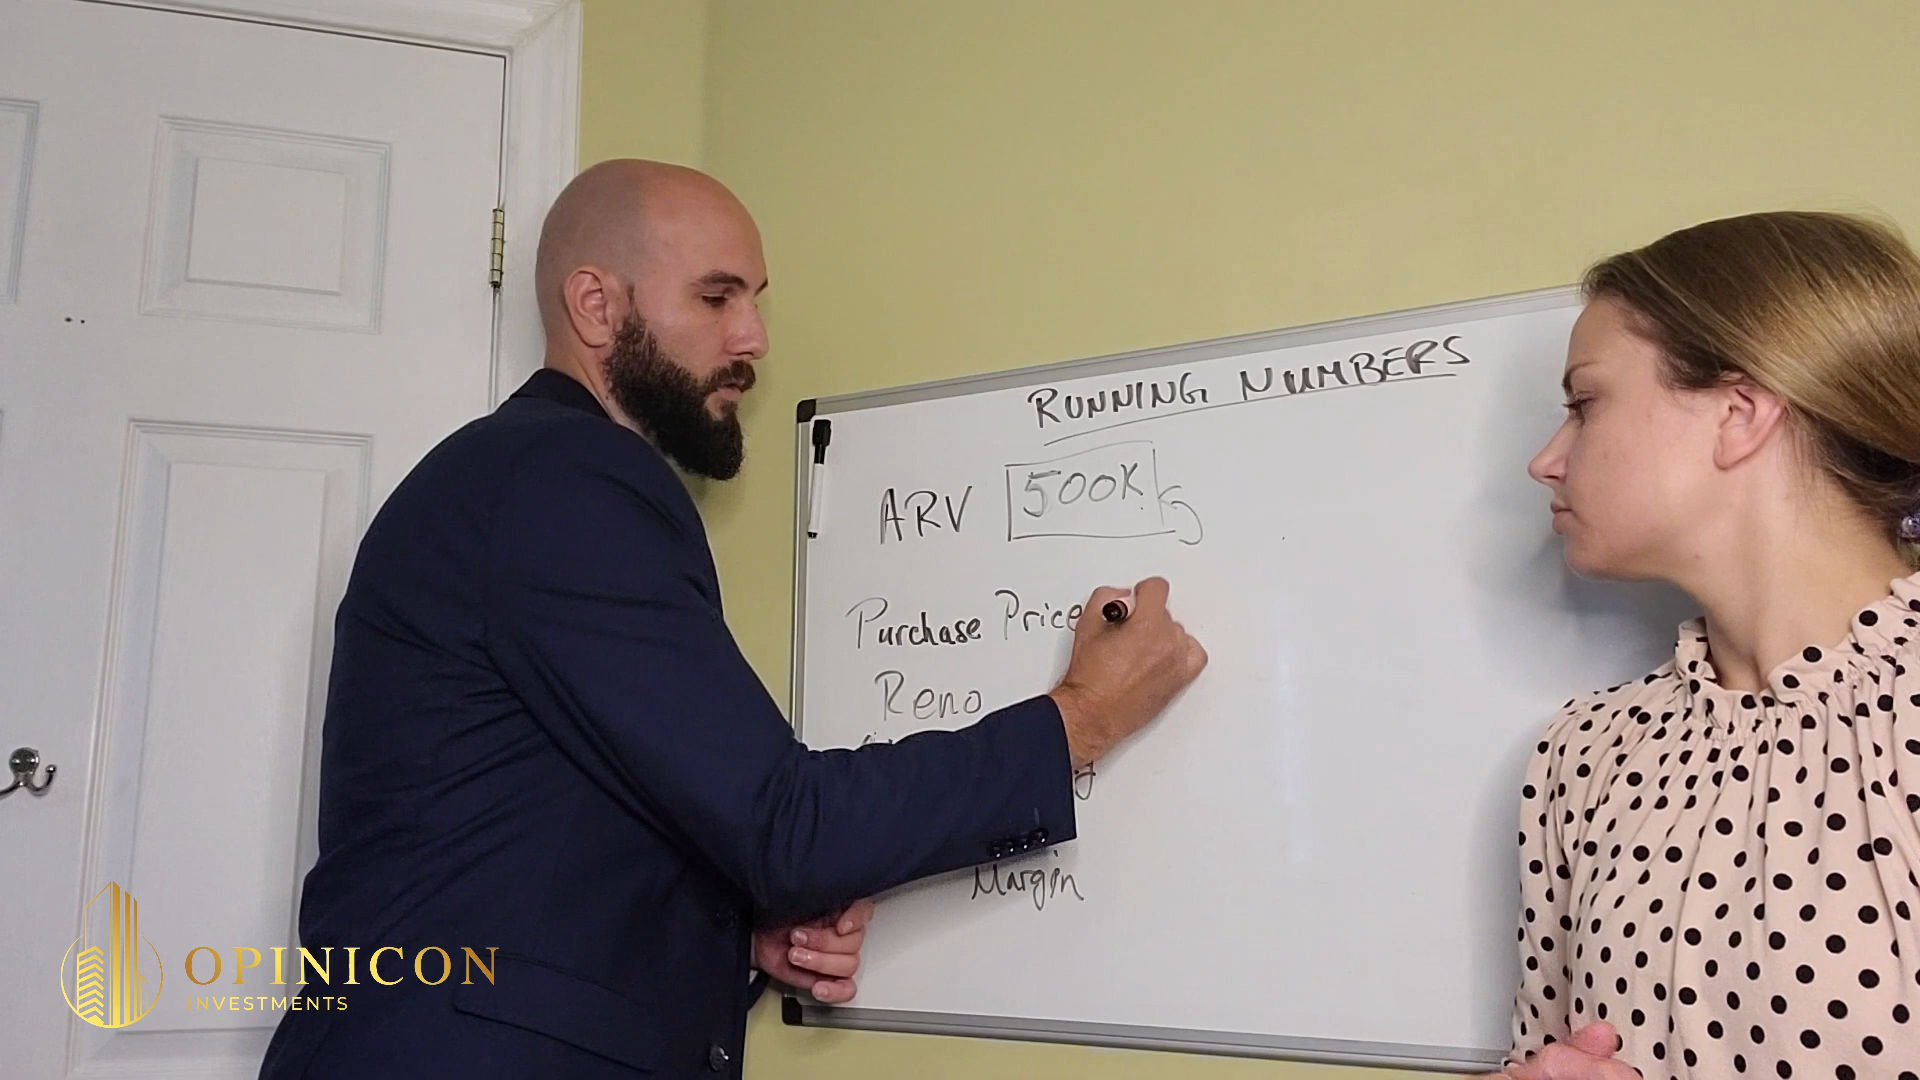 RUNNING NUMBERS
ARV 500K
Purchase Price
Reno
Margin
OPINICON
INVESTMENTS